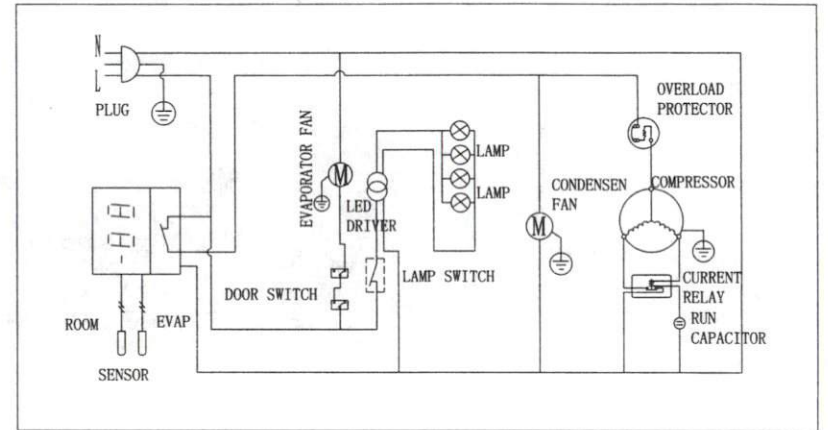 N
L
PLUG
OVERLOAD
PROTECTOR
EVAPORATOR FAN
M
LED
DRIVER
LAMP
LAMP
CONDENSEN
FAN
M
COMPRESSOR
DOOR SWITCH
LAMP SWITCH
CURRENT
RELAY
RUN
CAPACITOR
ROOM
EVAP
SENSOR